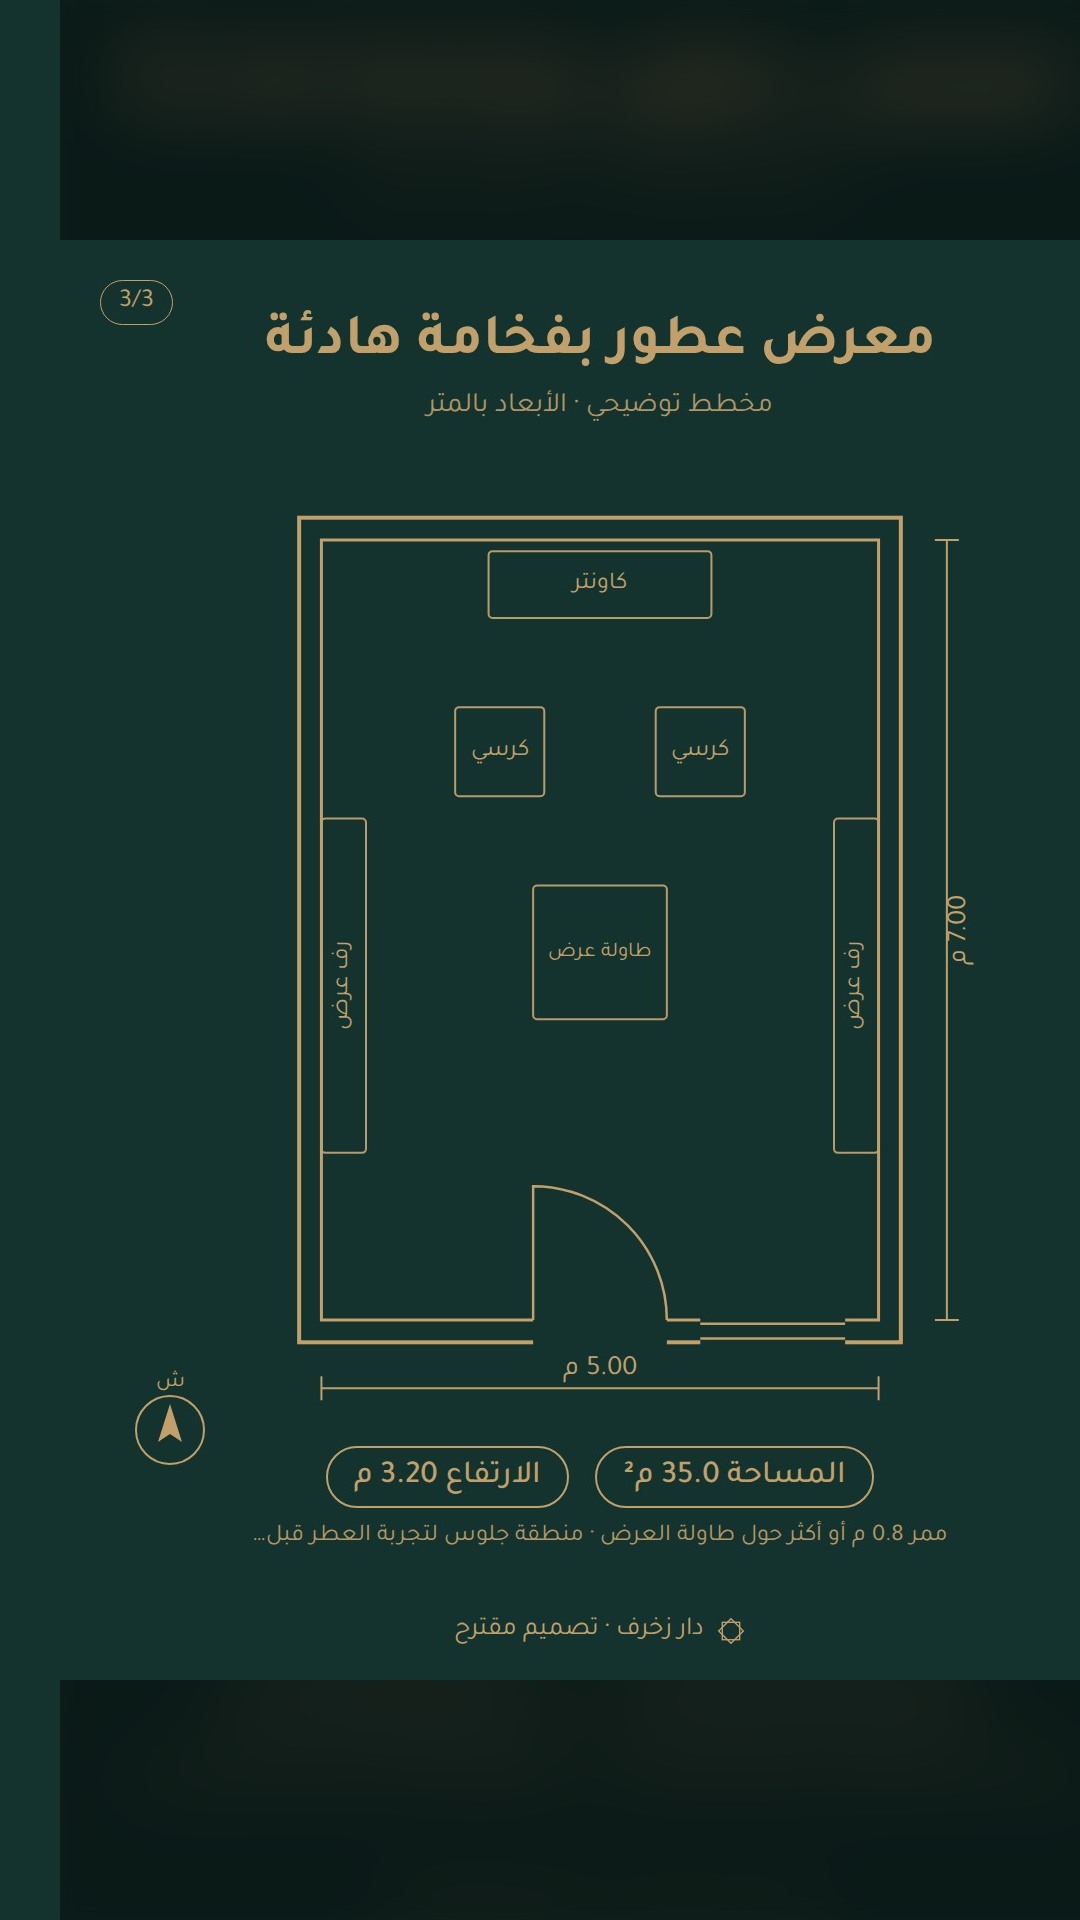 3/3
معرض عطور بفخامة هادئة
مخطط توضيحي · الأبعاد بالمتر
كاونتر
كرسي
كرسي
رف عرض
طاولة عرض
رف عرض
7.00 م
5.00 م
ش
المساحة 35.0 م²
الارتفاع 3.20 م
ممر 0.8 م أو أكثر حول طاولة العرض · منطقة جلوس لتجربة العطر قبل...
دار زخرف · تصميم مقترح